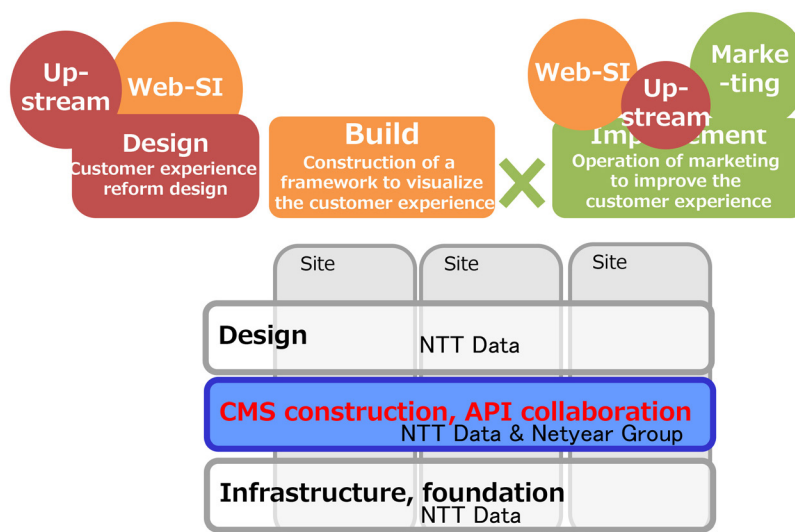 Up-
stream
Web-SI
Design
Customer experience
reform design
Build
Construction of a
framework to visualize
the customer experience
Web-SI
Up-
stream
Marke
-ting
Operation of marketing
to improve the
customer experience
Site
Site
Site
Design
NTT Data
CMS construction, API collaboration
NTT Data & Netyear Group
Infrastructure, foundation
NTT Data